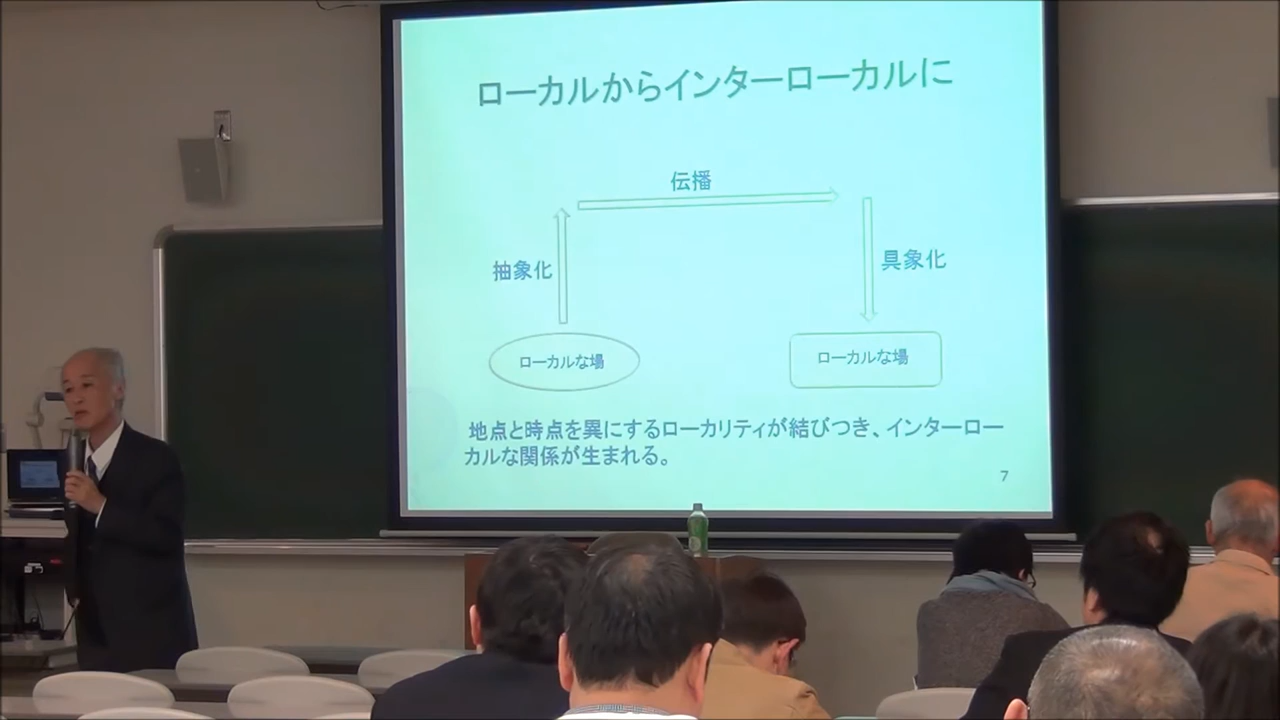 ローカルからインターローカルに
伝播
抽象化
具象化
ローカルな場
ローカルな場
地点と時点を異にするローカリティが結びつき、インターロー
カルな関係が生まれる。
7